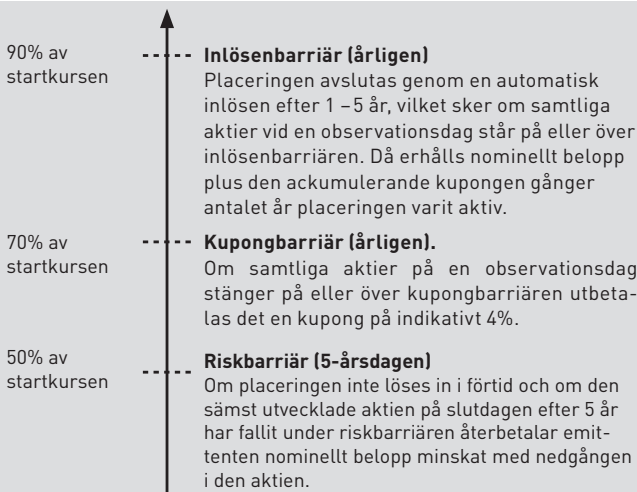 90% av
startkursen
Inlösenbarriär (årligen)
Placeringen avslutas genom en automatisk
inlösen efter 1 – 5 år, vilket sker om samtliga
aktier vid en observationsdag står på eller över
inlösenbarriären. Då erhålls nominellt belopp
plus den ackumulerande kupongen gånger
antalet år placeringen varit aktiv.
70% av
startkursen
Kupongbarriär (årligen).
Om samtliga aktier på en observationsdag
stänger på eller över kupongbarriären utbeta-
las det en kupong på indikativt 4%.
50% av
startkursen
Riskbarriär (5-årsdagen)
Om placeringen inte löses in i förtid och om den
sämst utvecklade aktien på slutdagen efter 5 år
har fallit under riskbarriären återbetalar emit-
tenten nominellt belopp minskat med nedgången
i den aktien.